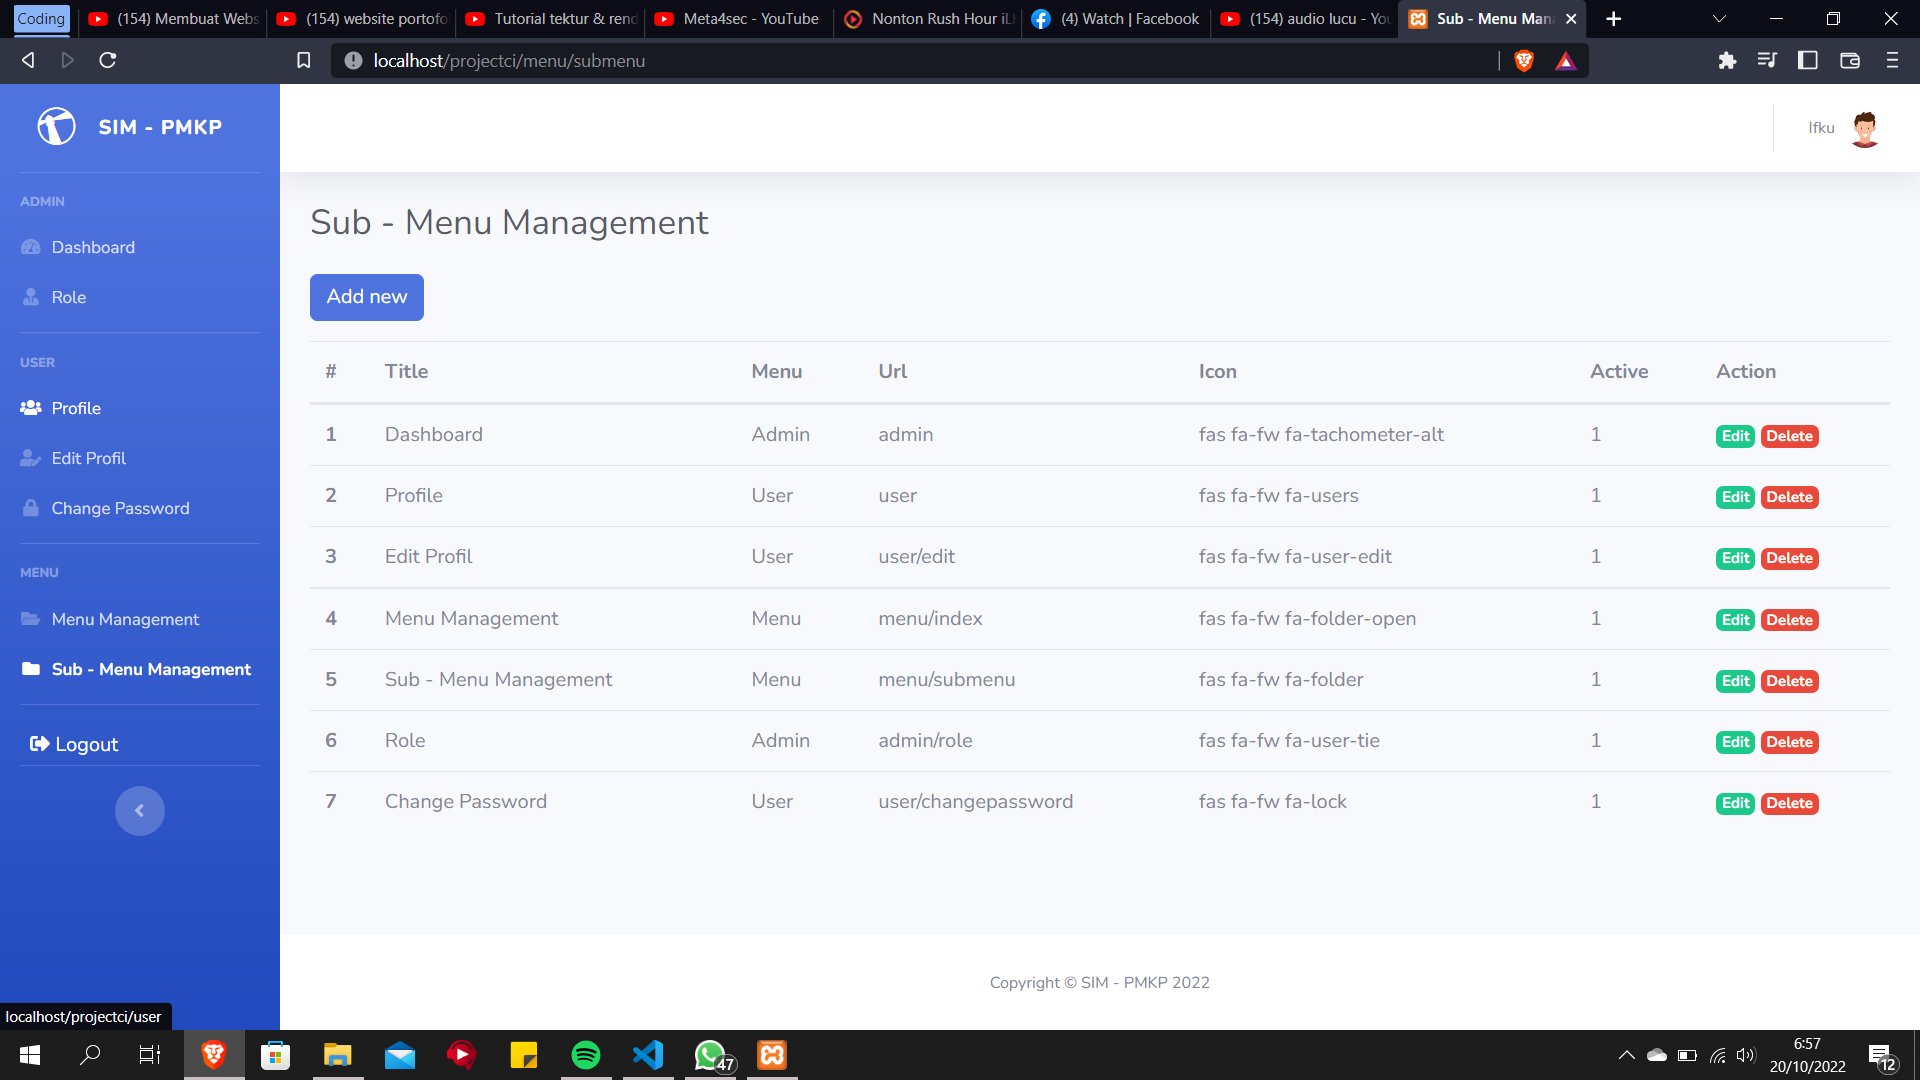 Coding (154) Membuat Webs (154) website portofo Tutorial tektur & rend Meta4sec - YouTube Nonton Rush Hour iL (4) Watch | Facebook (154) audio lucu - You Sub - Menu Man
localhost/projectci/menu/submenu
SIM - PMKP
Ifku
ADMIN
Dashboard
Role
USER
Profile
Edit Profil
Change Password
MENU
Menu Management
Sub - Menu Management
Logout
Sub - Menu Management
Add new
# Title Menu Url Icon Active Action
1 Dashboard Admin admin fas fa-fw fa-tachometer-alt 1 Edit Delete
2 Profile User user fas fa-fw fa-users 1 Edit Delete
3 Edit Profil User user/edit fas fa-fw fa-user-edit 1 Edit Delete
4 Menu Management Menu menu/index fas fa-fw fa-folder-open 1 Edit Delete
5 Sub - Menu Management Menu menu/submenu fas fa-fw fa-folder 1 Edit Delete
6 Role Admin admin/role fas fa-fw fa-user-tie 1 Edit Delete
7 Change Password User user/changepassword fas fa-fw fa-lock 1 Edit Delete
Copyright © SIM - PMKP 2022
localhost/projectci/user
47
6:57
20/10/2022
12